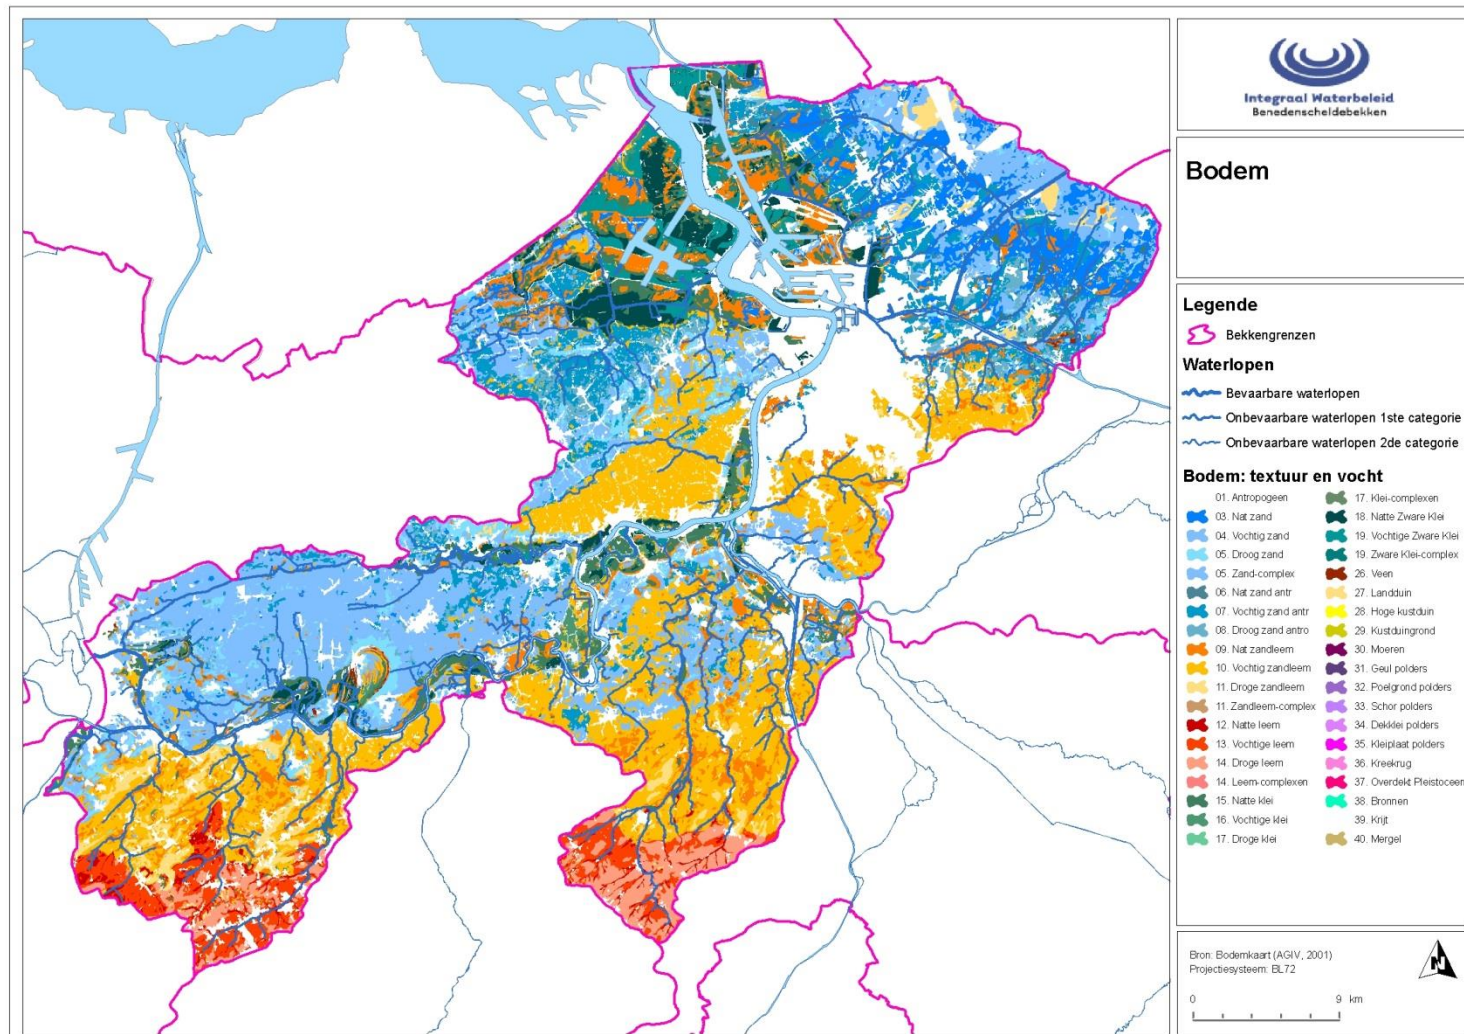 Integraal Waterbeleid
Benedenscheldebekken
Bodem
Legende
Bekkengrenzen
Waterlopen
Bevaarbare waterlopen
Onbevaarbare waterlopen 1ste categorie
Onbevaarbare waterlopen 2de categorie
Bodem: textuur en vocht
01. Antropogeen
03. Nat zand
04. Vochtig zand
05. Droog zand
05. Zand-complex
06. Nat zand antr
07. Vochtig zand antr
08. Droog zand antro
09. Nat zandleem
10. Vochtig zandleem
11. Droge zandleem
11. Zandleem-complex
12. Natte leem
13. Vochtige leem
14. Droge leem
14. Leem-complexen
15. Natte klei
16. Vochtige klei
17. Droge klei
17. Klei-complexen
18. Natte Zware Klei
19. Vochtige Zware Klei
19. Zware Klei-complex
26. Veen
27. Landduin
28. Hoge kustduin
29. Kustduingrond
30. Moeren
31. Geul polders
32. Poelgrond polders
33. Schor polders
34. Dekklei polders
35. Kleiplaat polders
36. Kreekrug
37. Overdekt Pleistoceen
38. Bronnen
39. Krijt
40. Mergel
Bron: Bodemkaart (AGIV, 2001)
Projectiesysteem: BL72
N
0 9 km